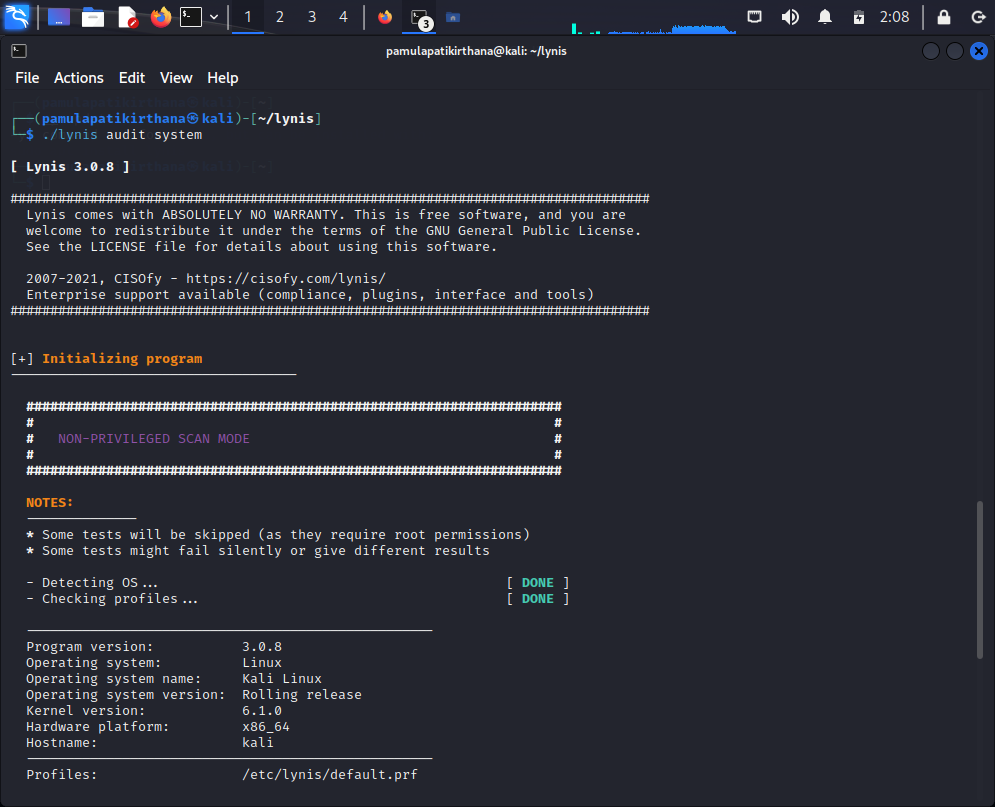 1 2 3 4 3 2:08
pamulapatikirthana@kali: ~/lynis
File Actions Edit View Help
┌──(pamulapatikirthana㉿kali)-[~/lynis]
└─$ ./lynis audit system
[ Lynis 3.0.8 ]
################################################################################
Lynis comes with ABSOLUTELY NO WARRANTY. This is free software, and you are
welcome to redistribute it under the terms of the GNU General Public License.
See the LICENSE file for details about using this software.
2007-2021, CISOfy - https://cisofy.com/lynis/
Enterprise support available (compliance, plugins, interface and tools)
################################################################################
[+] Initializing program
------------------------------------
###################################################################
# #
# NON-PRIVILEGED SCAN MODE #
# #
###################################################################
NOTES:
--------------
* Some tests will be skipped (as they require root permissions)
* Some tests might fail silently or give different results
- Detecting OS... [ DONE ]
- Checking profiles... [ DONE ]
---------------------------------------------------
Program version: 3.0.8
Operating system: Linux
Operating system name: Kali Linux
Operating system version: Rolling release
Kernel version: 6.1.0
Hardware platform: x86_64
Hostname: kali
---------------------------------------------------
Profiles: /etc/lynis/default.prf